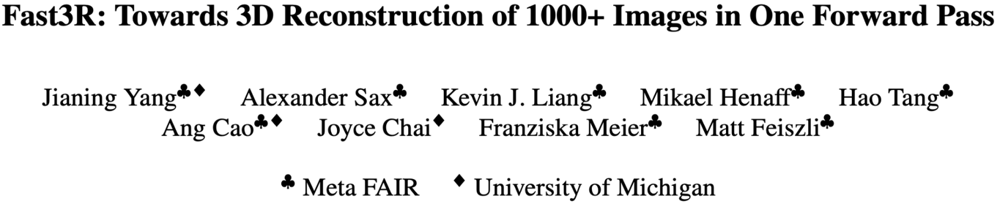 Fast3R: Towards 3D Reconstruction of 1000+ Images in One Forward Pass
Jianing Yang♣♦ Alexander Sax♣ Kevin J. Liang♣ Mikael Henaff♣ Hao Tang♣
Ang Cao♣♦ Joyce Chai♦ Franziska Meier♣ Matt Feiszli♣
♣ Meta FAIR ♦ University of Michigan